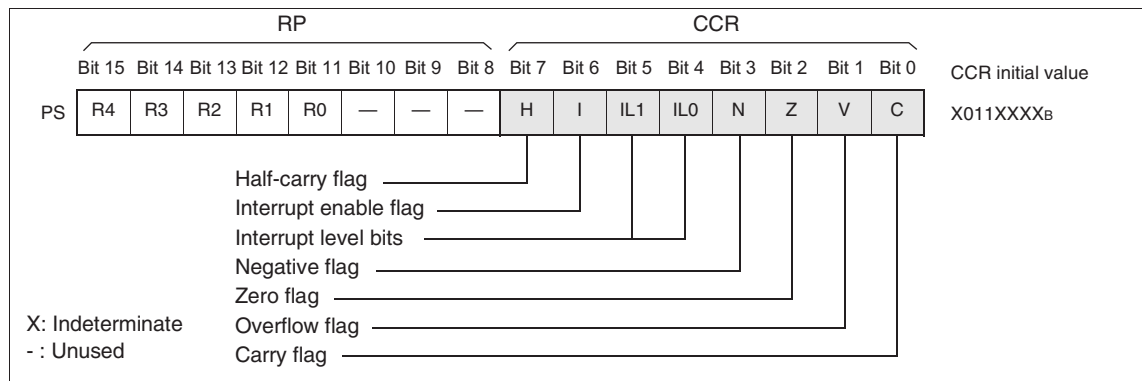 RP CCR
Bit 15 Bit 14 Bit 13 Bit 12 Bit 11 Bit 10 Bit 9 Bit 8 Bit 7 Bit 6 Bit 5 Bit 4 Bit 3 Bit 2 Bit 1 Bit 0 CCR initial value
PS R4 R3 R2 R1 R0 — — — H I IL1 IL0 N Z V C X011XXXXB
Half-carry flag
Interrupt enable flag
Interrupt level bits
Negative flag
Zero flag
X: Indeterminate Overflow flag
- : Unused Carry flag